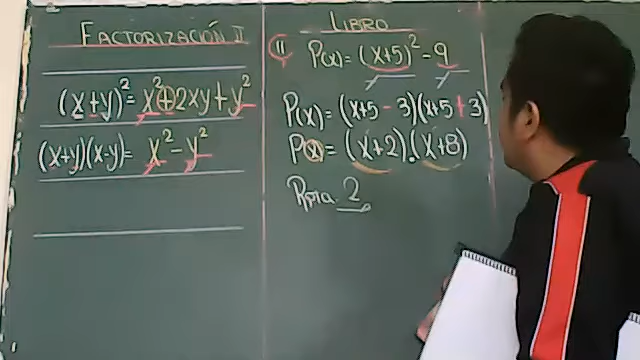 FACTORIZACIÓN II
(x+y)² = x²+2xy+y²
(x+y)(x-y) = x²-y²
LIBRO
11 P(x) = (x+5)²-9
P(x) = (x+5-3)(x+5+3)
P(x) = (x+2).(x+8)
Rpta. 2